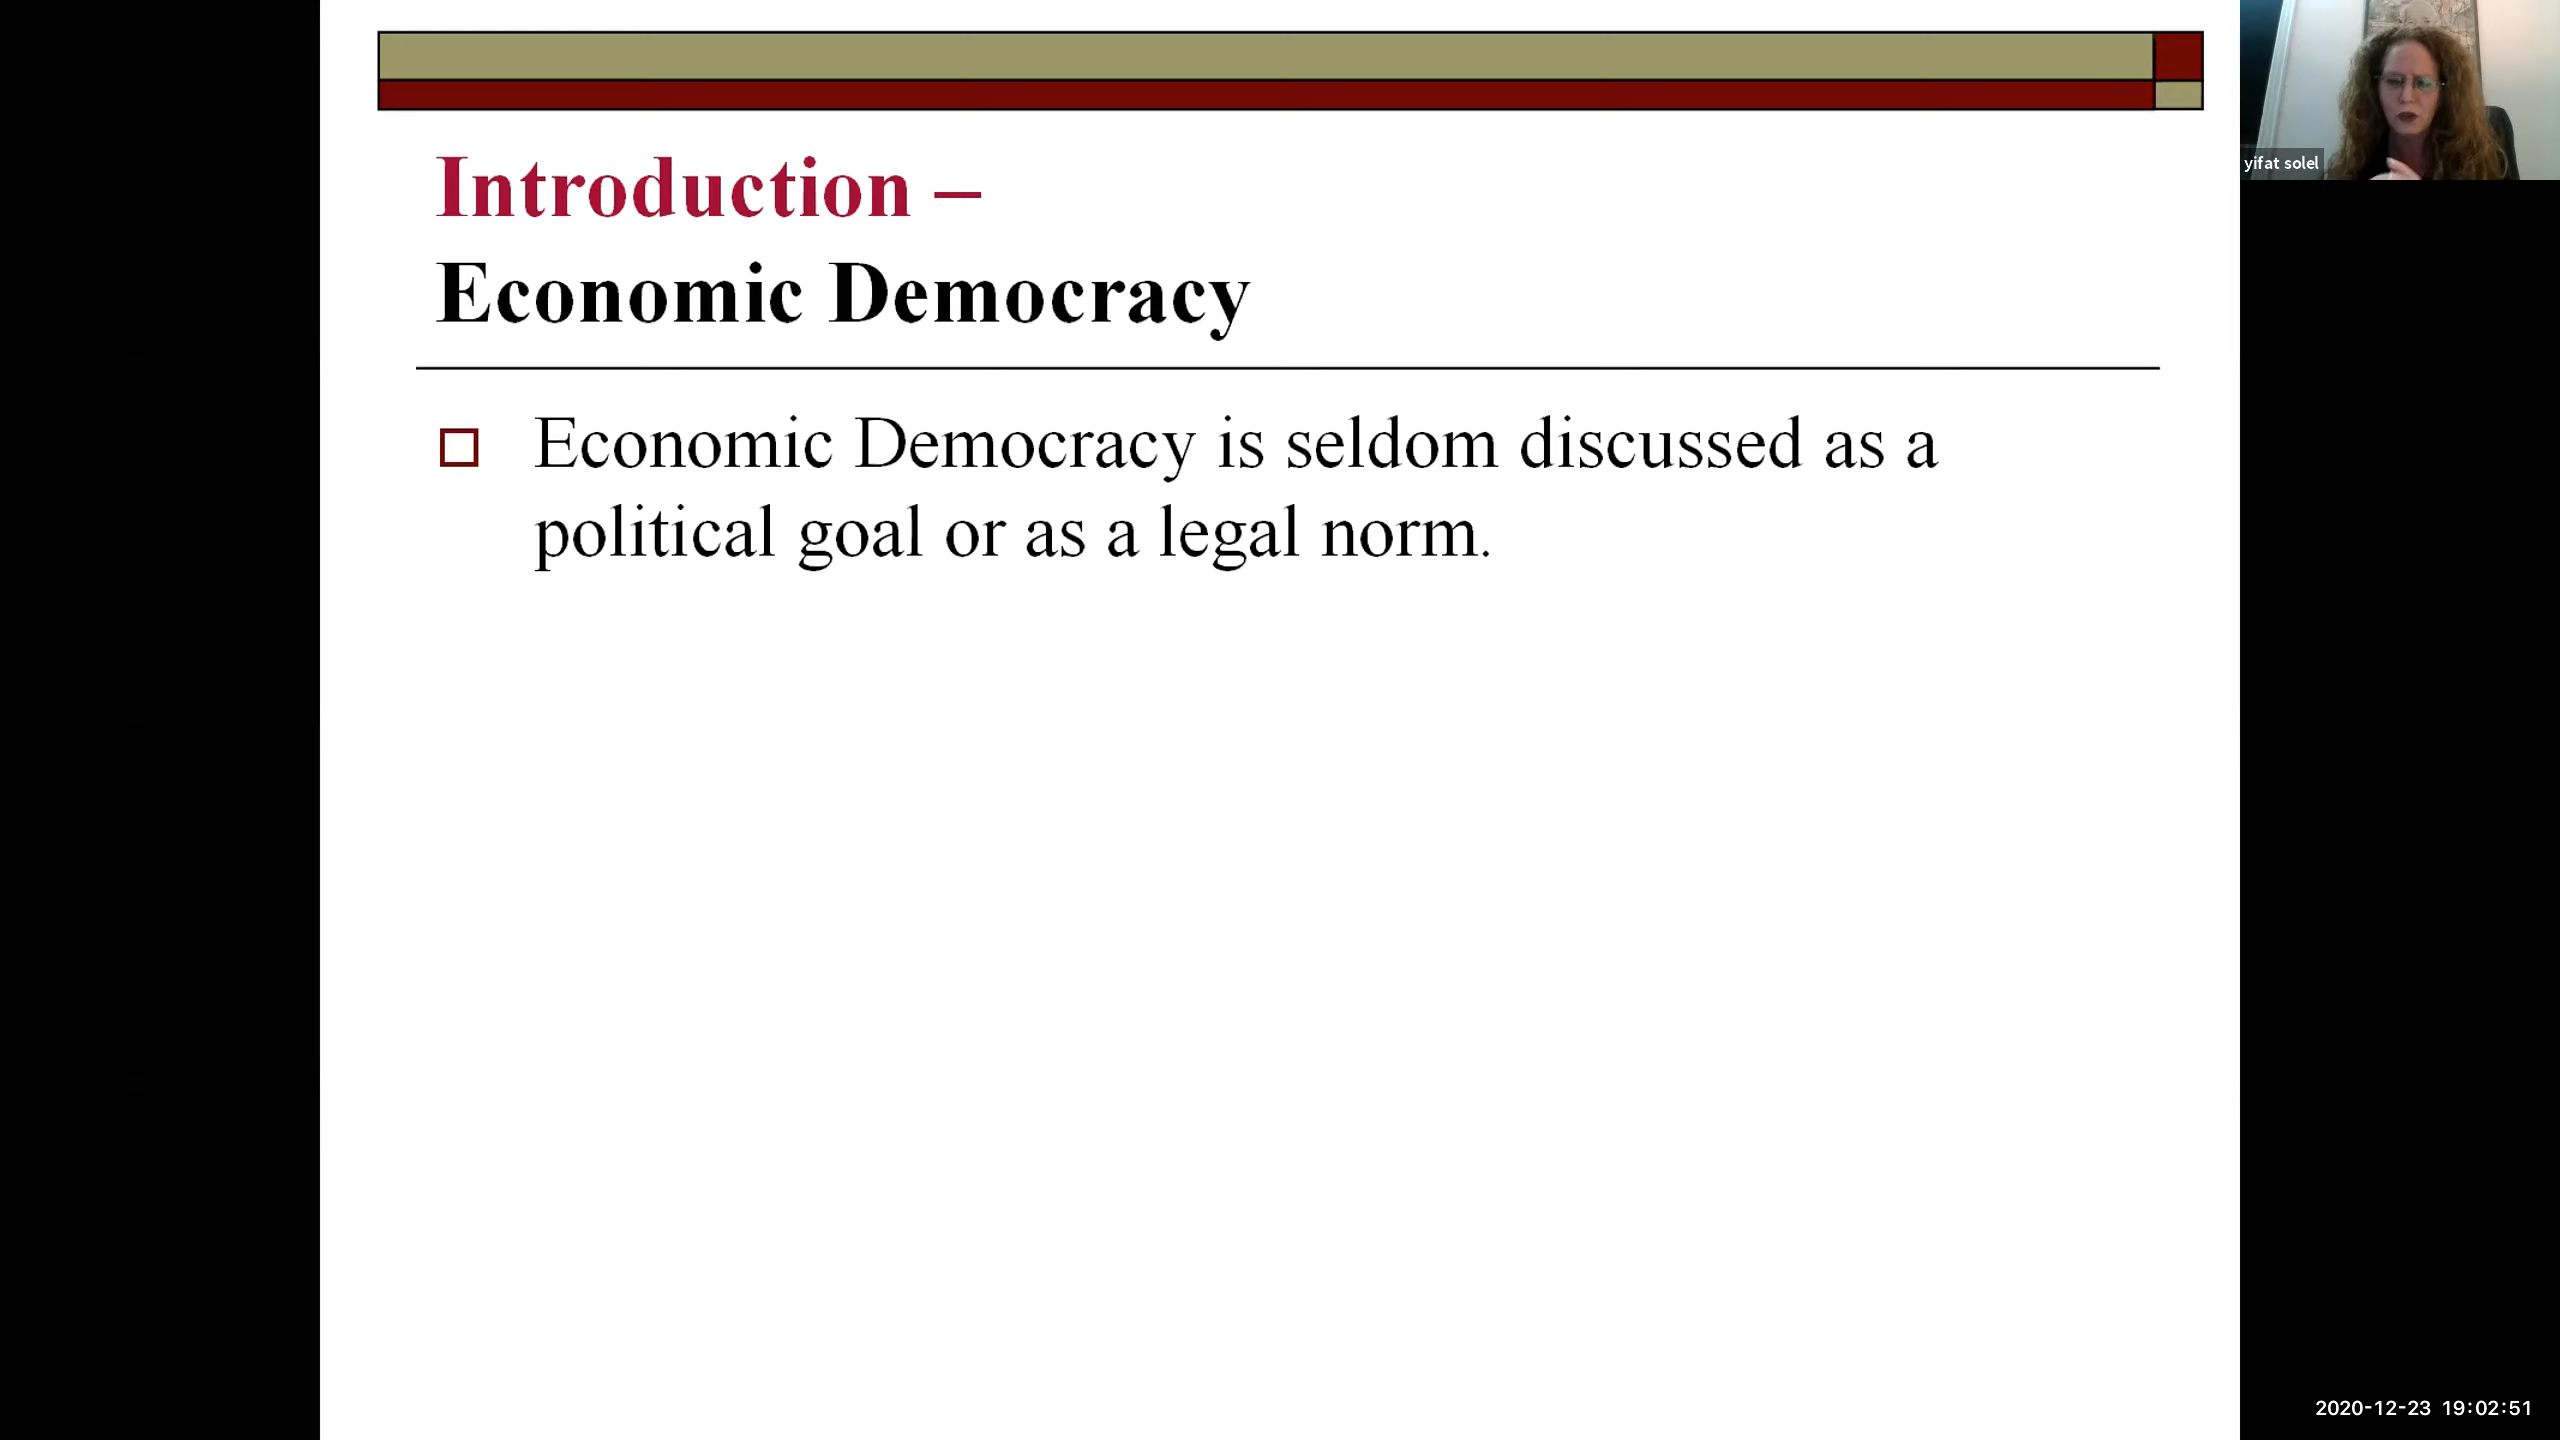 Introduction –
Economic Democracy
Economic Democracy is seldom discussed as a
political goal or as a legal norm.
yifat solel
2020-12-23 19:02:51